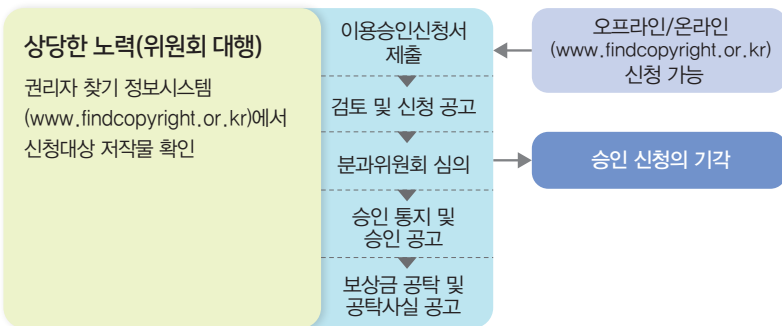 상당한 노력(위원회 대행)
권리자 찾기 정보시스템
(www.findcopyright.or.kr)에서
신청대상 저작물 확인
이용승인신청서
제출
검토 및 신청 공고
분과위원회 심의
승인 통지 및
승인 공고
보상금 공탁 및
공탁사실 공고
오프라인/온라인
(www.findcopyright.or.kr)
신청 가능
승인 신청의 기각